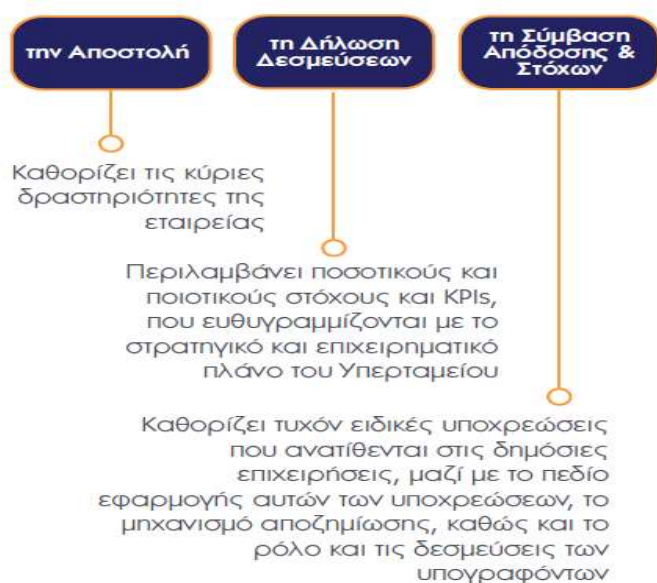 την Αποστολή
τη Δήλωση
Δεσμεύσεων
τη Σύμβαση
Απόδοσης &
Στόχων
Καθορίζει τις κύριες
δραστηριότητες της
εταιρείας
Περιλαμβάνει ποσοτικούς και
ποιοτικούς στόχους και KPIs,
που ευθυγραμμίζονται με το
στρατηγικό και επιχειρηματικό
πλάνο του Υπερταμείου
Καθορίζει τυχόν ειδικές υποχρεώσεις
που ανατίθενται στις δημόσιες
επιχειρήσεις, μαζί με το πεδίο
εφαρμογής αυτών των υποχρεώσεων, το
μηχανισμό αποζημίωσης, καθώς και το
ρόλο και τις δεσμεύσεις των
υπογραφόντων